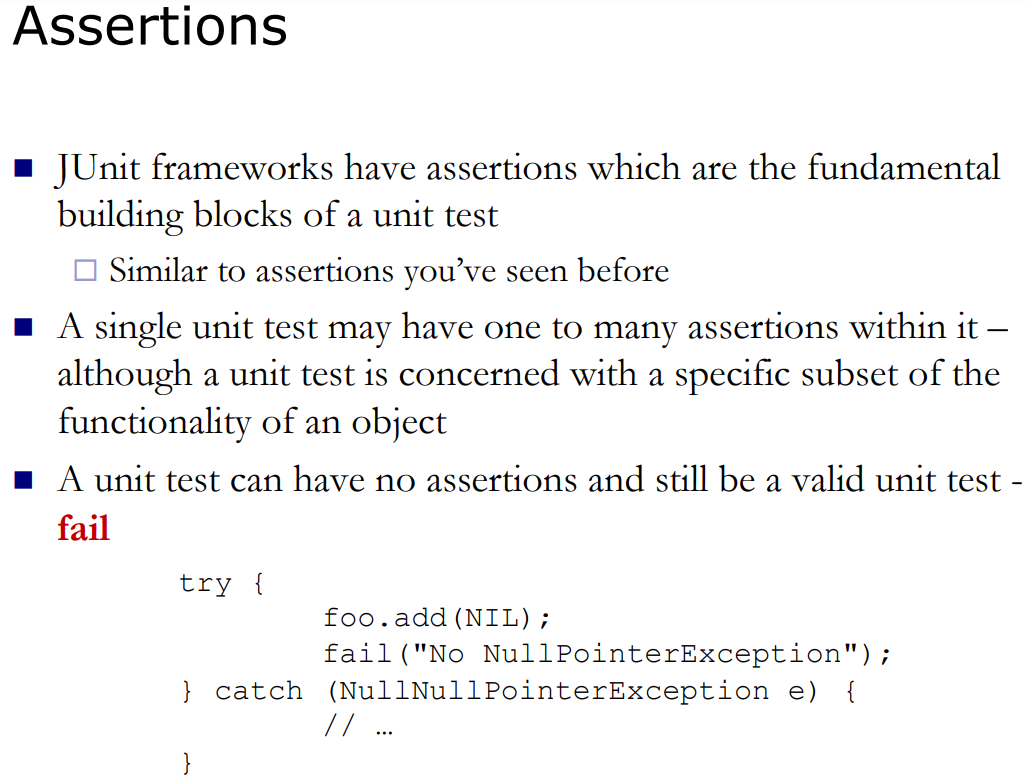 Assertions
JUnit frameworks have assertions which are the fundamental
building blocks of a unit test
Similar to assertions you’ve seen before
A single unit test may have one to many assertions within it –
although a unit test is concerned with a specific subset of the
functionality of an object
A unit test can have no assertions and still be a valid unit test -
fail
try {
foo.add(NIL);
fail("No NullPointerException");
} catch (NullNullPointerException e) {
// …
}